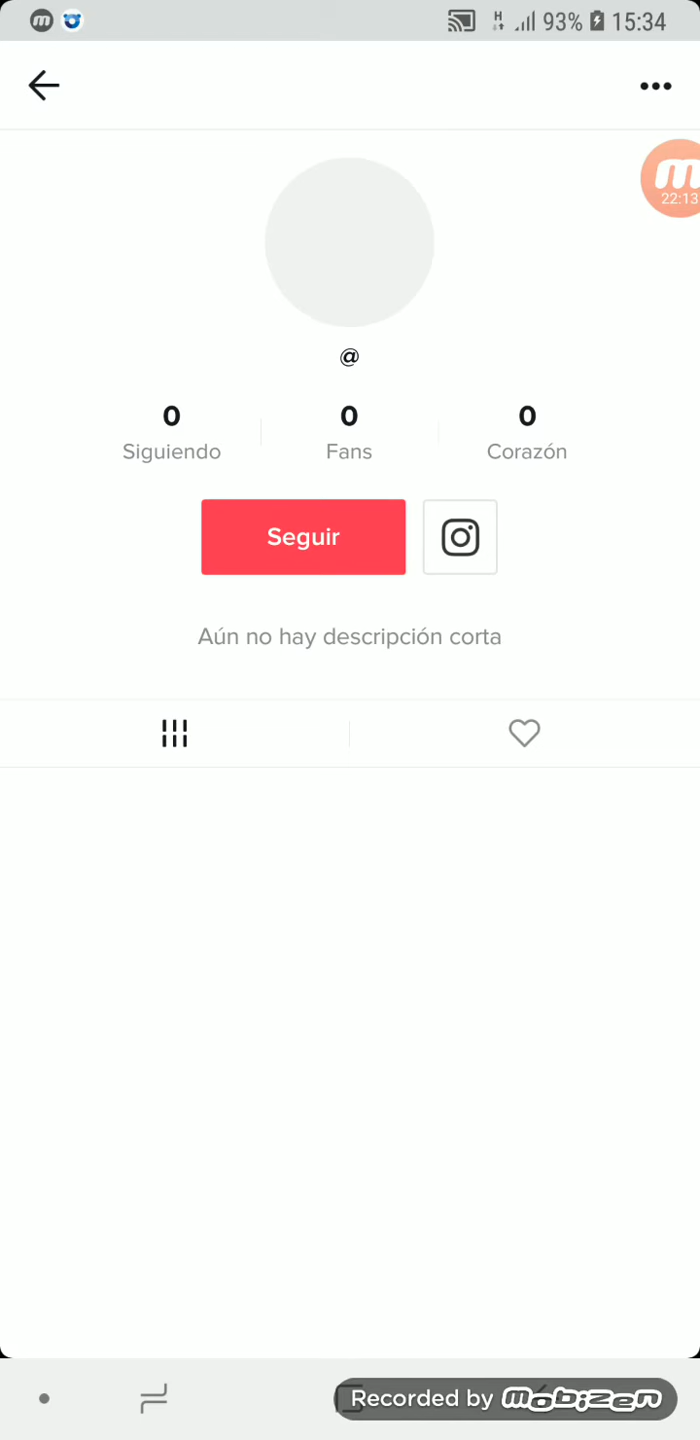 m H 93% 15:34
m
22:13
@
0 0 0
Siguiendo Fans Corazón
Seguir
Aún no hay descripción corta
Recorded by mobizen